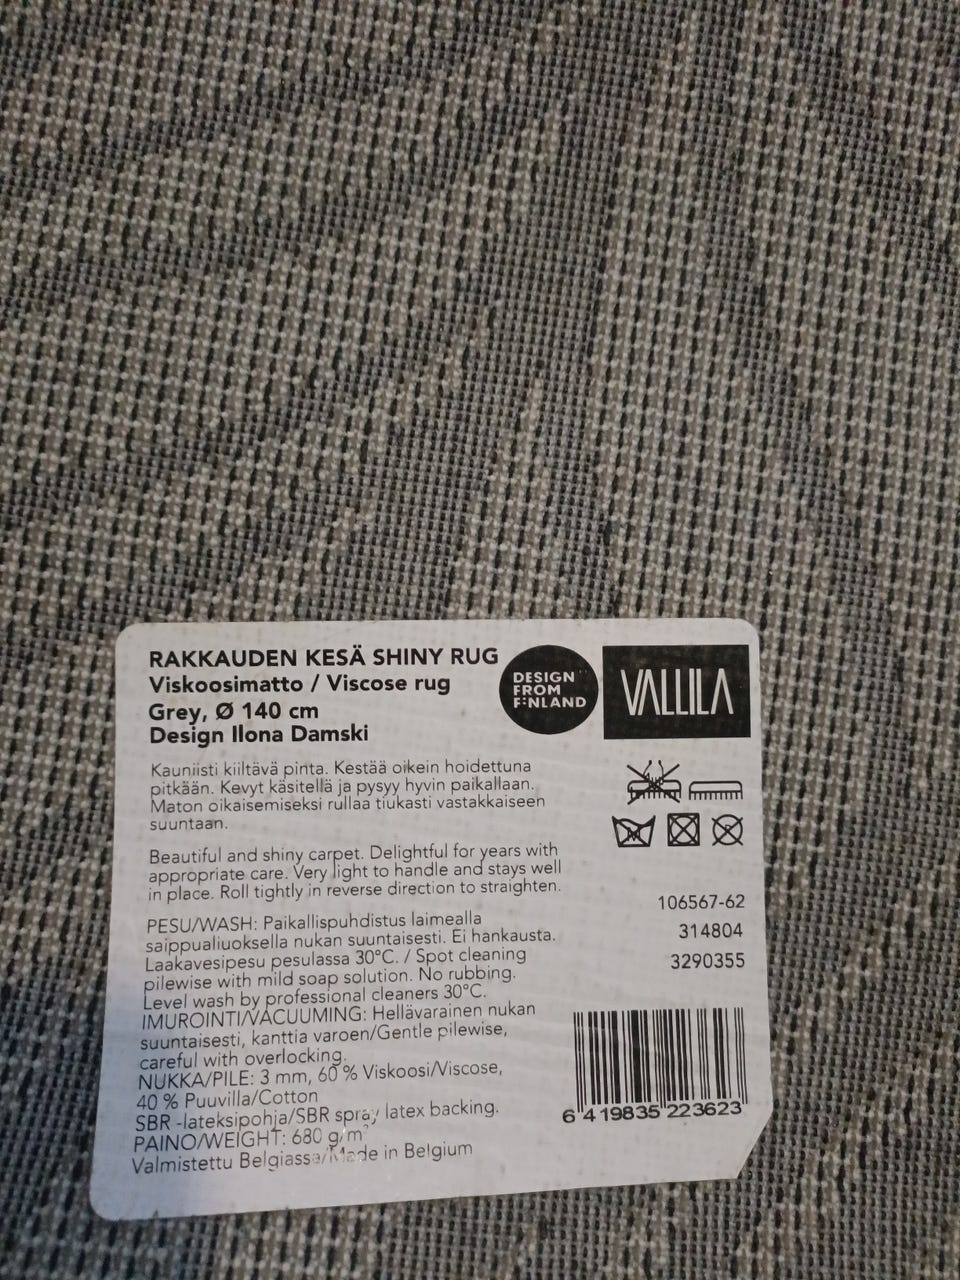 RAKKAUDEN KESÄ SHINY RUG
Viskoosimatto / Viscose rug
Grey, Ø 140 cm
Design Ilona Damski
DESIGN
FROM
FINLAND
VALLILA
Kauniisti kiiltävä pinta. Kestää oikein hoidettuna
pitkään. Kevyt käsitellä ja pysyy hyvin paikallaan.
Maton oikaisemiseksi rullaa tiukasti vastakkaiseen
suuntaan.
Beautiful and shiny carpet. Delightful for years with
appropriate care. Very light to handle and stays well
in place. Roll tightly in reverse direction to straighten.
PESU/WASH: Paikallispuhdistus laimealla
saippualiuoksella nukan suuntaisesti. Ei hankausta.
Laakavesipesu pesulassa 30°C. / Spot cleaning
pilewise with mild soap solution. No rubbing.
Level wash by professional cleaners 30°C.
IMUROINTI/VACUUMING: Hellävarainen nukan
suuntaisesti, kanttia varoen/Gentle pilewise,
careful with overlocking.
NUKKA/PILE: 3 mm, 60 % Viskoosi/Viscose,
40 % Puuvilla/Cotton
SBR -lateksipohja/SBR spray latex backing.
PAINO/WEIGHT: 680 g/m²
Valmistettu Belgiassa/Made in Belgium
106567-62
314804
3290355
6 419835 223623